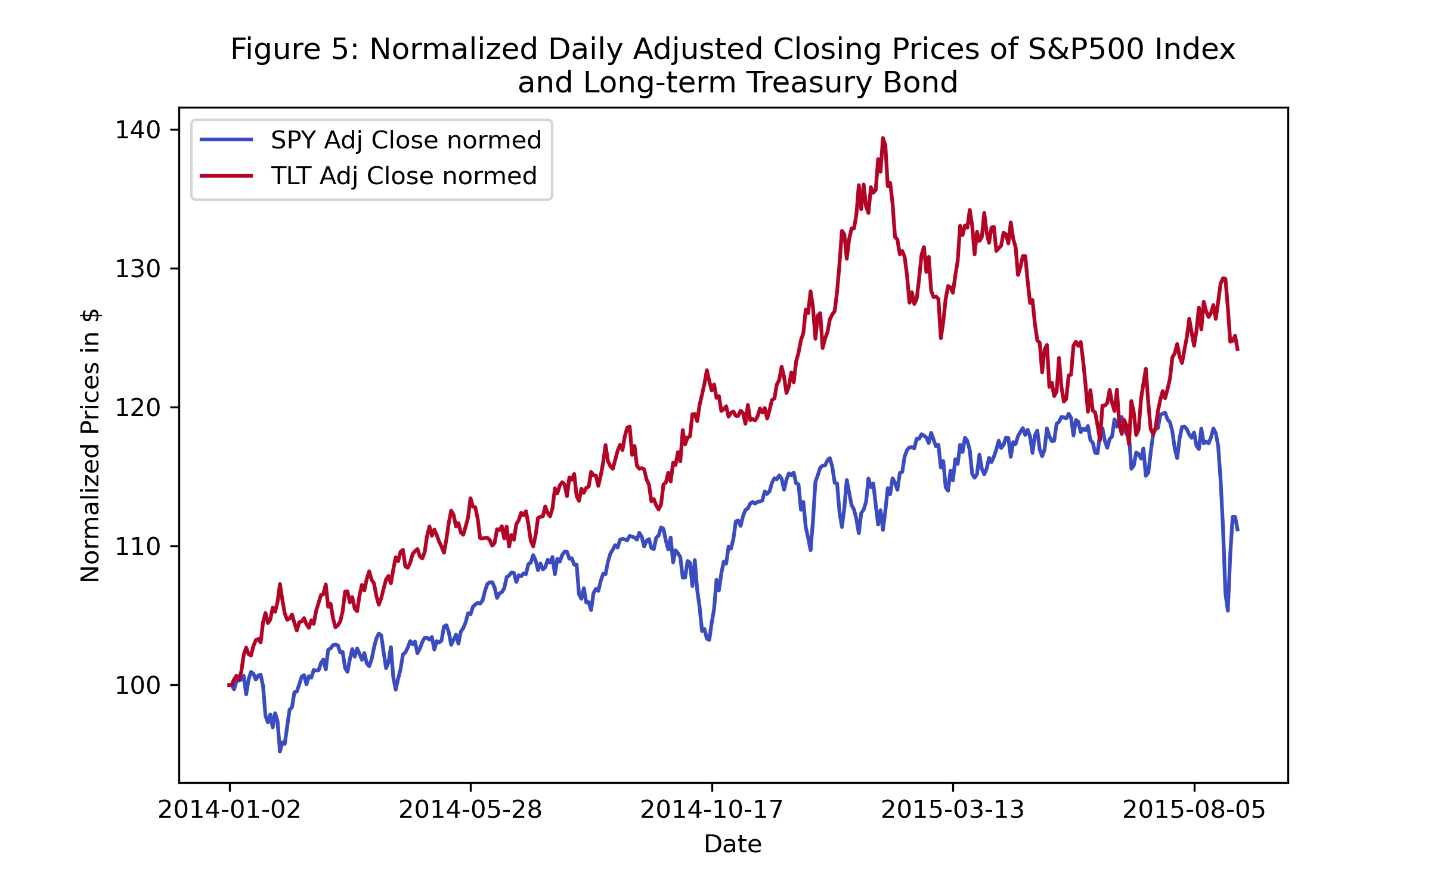 Figure 5: Normalized Daily Adjusted Closing Prices of S&P500 Index
and Long-term Treasury Bond
SPY Adj Close normed
TLT Adj Close normed
Normalized Prices in $
140
130
120
110
100
2014-01-02
2014-05-28
2014-10-17
2015-03-13
2015-08-05
Date